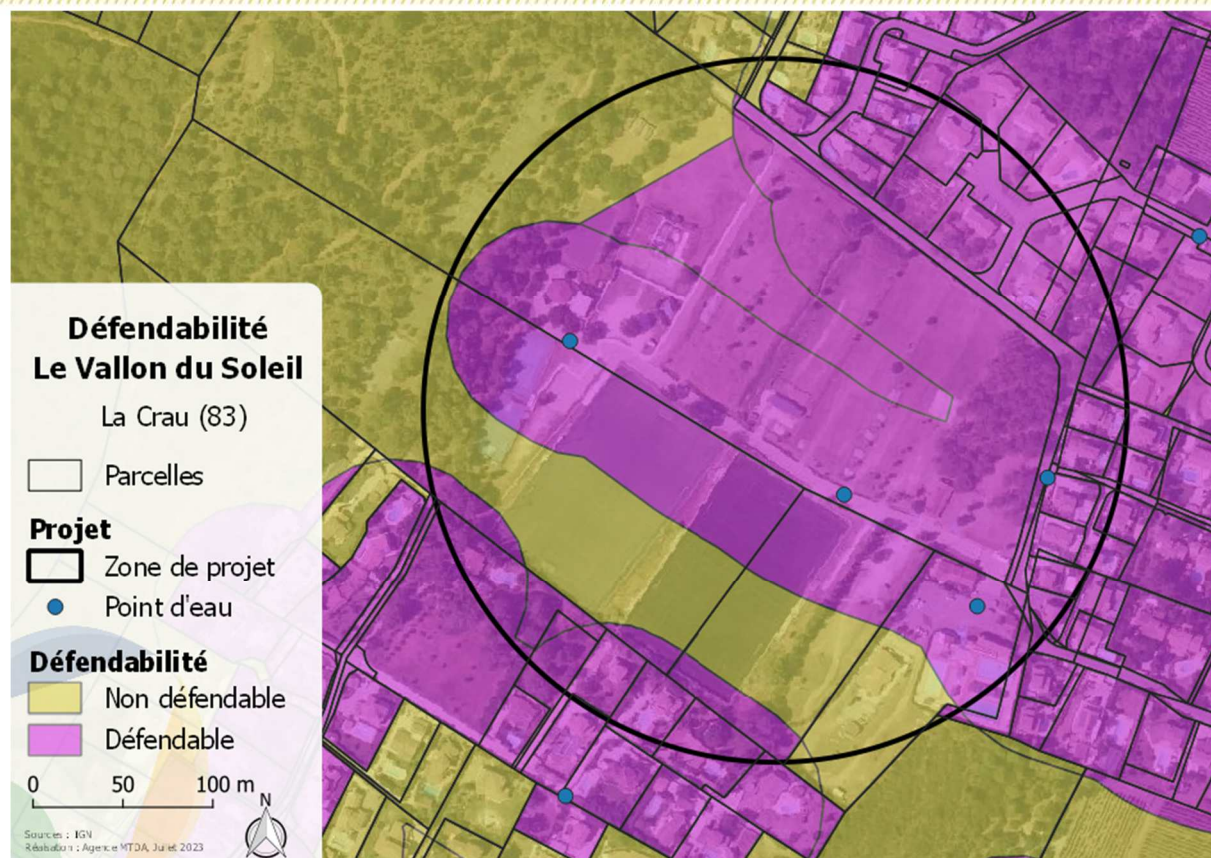 Défendabilité
Le Vallon du Soleil
La Crau (83)
Parcelles
Projet
Zone de projet
Point d'eau
Défendabilité
Non défendable
Défendable
0 50 100 m
N
Sources : IGN
Réalisation : Agence MTDA, Juillet 2023